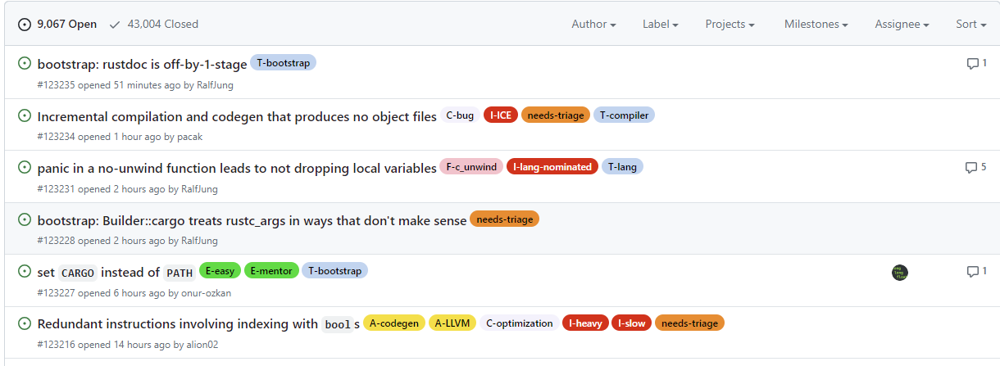 9,067 Open 43,004 Closed Author Label Projects Milestones Assignee Sort
bootstrap: rustdoc is off-by-1-stage T-bootstrap 1
#123235 opened 51 minutes ago by RalfJung
Incremental compilation and codegen that produces no object files C-bug I-ICE needs-triage T-compiler
#123234 opened 1 hour ago by pacak
panic in a no-unwind function leads to not dropping local variables F-c_unwind I-lang-nominated T-lang 5
#123231 opened 2 hours ago by RalfJung
bootstrap: Builder::cargo treats rustc_args in ways that don't make sense needs-triage
#123228 opened 2 hours ago by RalfJung
set CARGO instead of PATH E-easy E-mentor T-bootstrap long long float 1
#123227 opened 6 hours ago by onur-ozkan
Redundant instructions involving indexing with bools A-codegen A-LLVM C-optimization I-heavy I-slow needs-triage
#123216 opened 14 hours ago by alion02